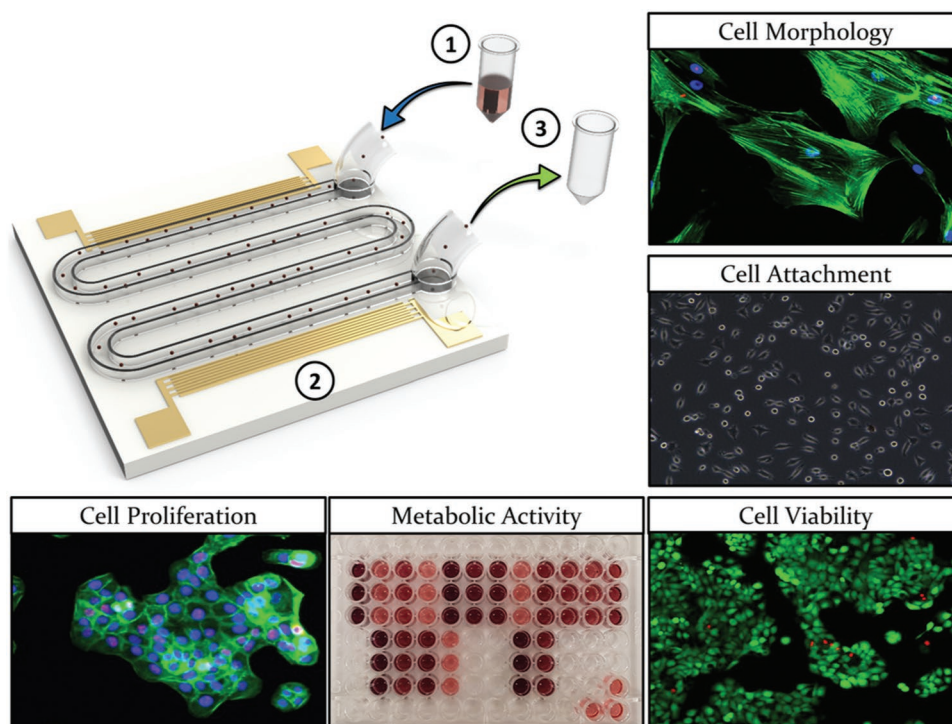 1
3
2
Cell Morphology
Cell Attachment
Cell Proliferation
Metabolic Activity
Cell Viability